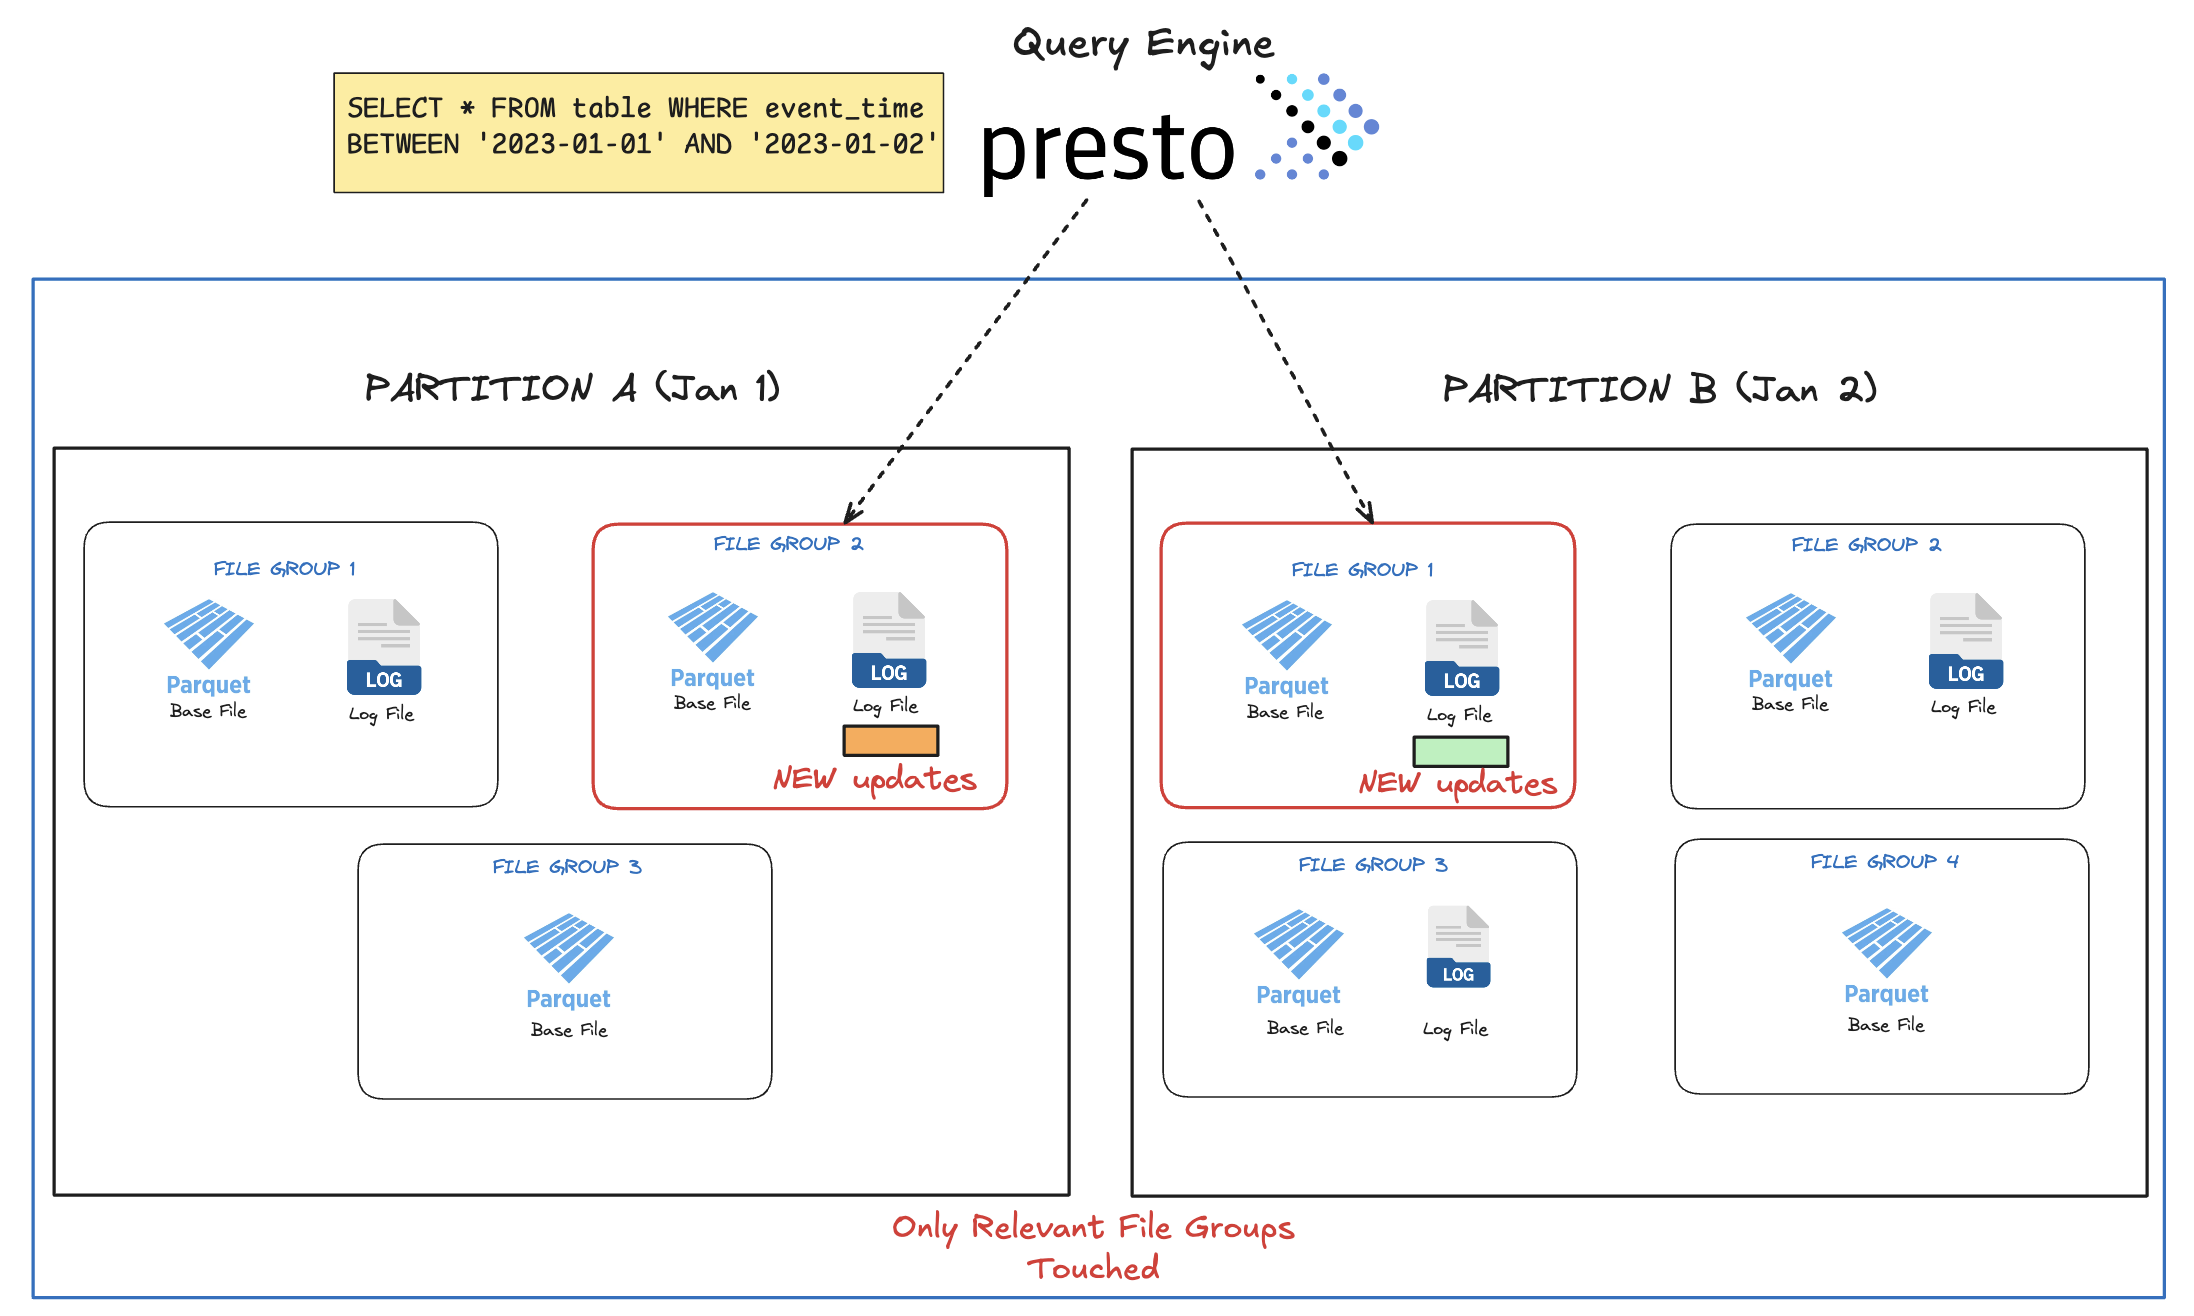 Query Engine
SELECT * FROM table WHERE event_time
BETWEEN '2023-01-01' AND '2023-01-02'
presto
PARTITION A (Jan 1)
PARTITION B (Jan 2)
FILE GROUP 1
Parquet
Base File
LOG
Log File
FILE GROUP 2
Parquet
Base File
LOG
Log File
NEW updates
FILE GROUP 3
Parquet
Base File
FILE GROUP 1
Parquet
Base File
LOG
Log File
NEW updates
FILE GROUP 2
Parquet
Base File
LOG
Log File
FILE GROUP 3
Parquet
Base File
LOG
Log File
FILE GROUP 4
Parquet
Base File
Only Relevant File Groups
Touched